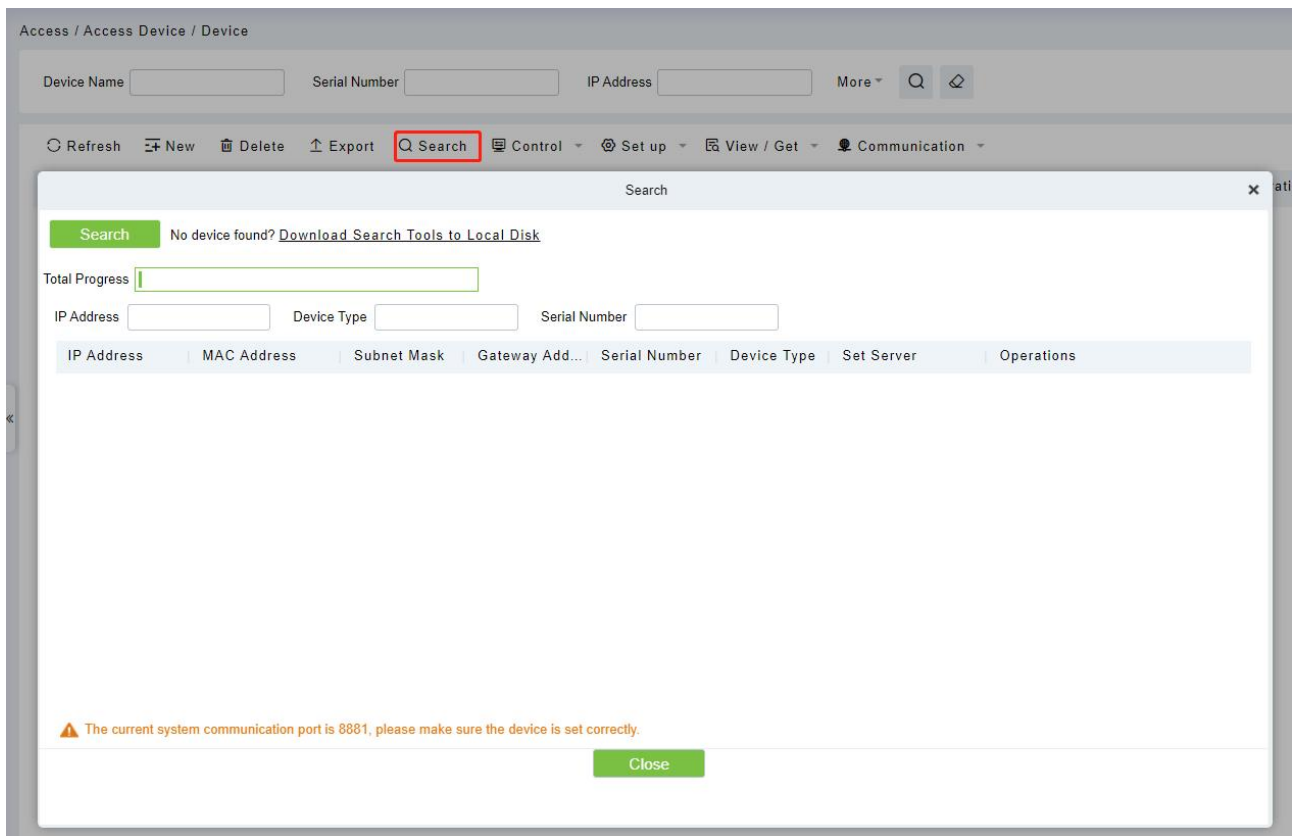 Access / Access Device / Device
Device Name Serial Number IP Address More
Refresh New Delete Export Search Control Set up View / Get Communication
Search × ati
Search No device found? Download Search Tools to Local Disk
Total Progress
IP Address Device Type Serial Number
IP Address MAC Address Subnet Mask Gateway Add... Serial Number Device Type Set Server Operations
«
The current system communication port is 8881, please make sure the device is set correctly.
Close